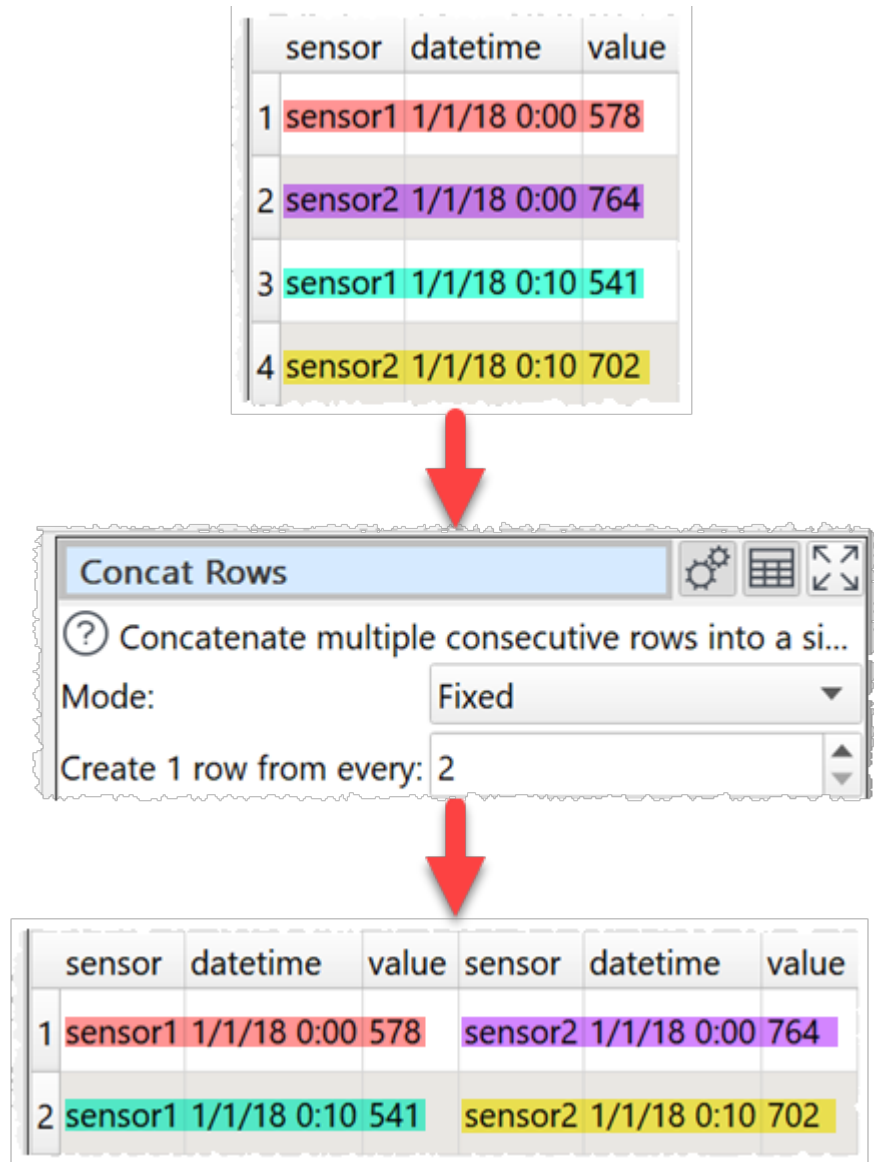 sensor datetime value
1 sensor1 1/1/18 0:00 578
2 sensor2 1/1/18 0:00 764
3 sensor1 1/1/18 0:10 541
4 sensor2 1/1/18 0:10 702
Concat Rows
? Concatenate multiple consecutive rows into a si...
Mode: Fixed
Create 1 row from every: 2
sensor datetime value sensor datetime value
1 sensor1 1/1/18 0:00 578 sensor2 1/1/18 0:00 764
2 sensor1 1/1/18 0:10 541 sensor2 1/1/18 0:10 702